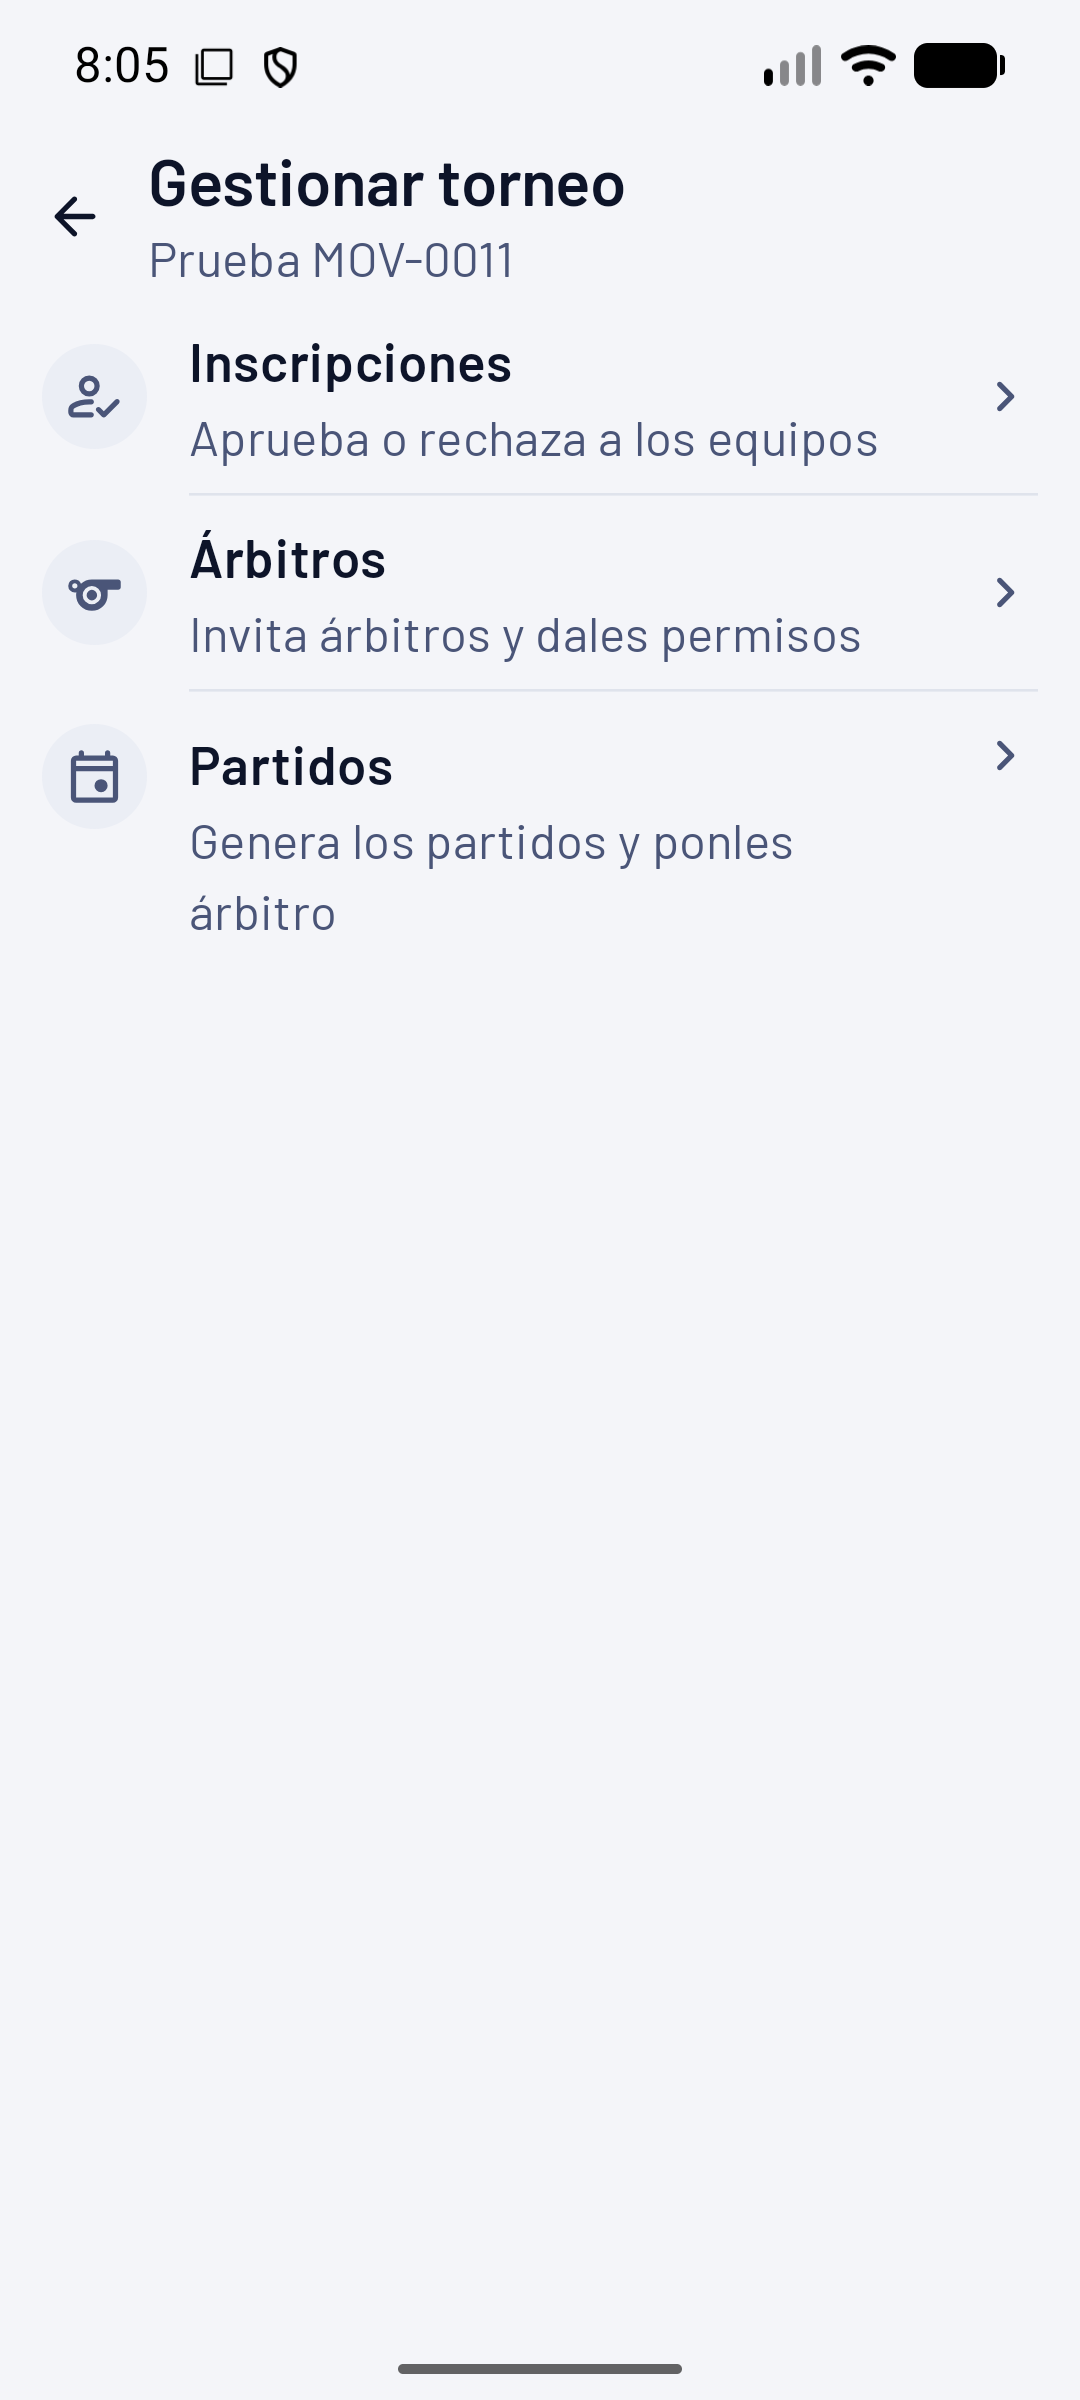 8:05
Gestionar torneo
Prueba MOV-0011
Inscripciones
Aprueba o rechaza a los equipos
Árbitros
Invita árbitros y dales permisos
Partidos
Genera los partidos y ponles
árbitro